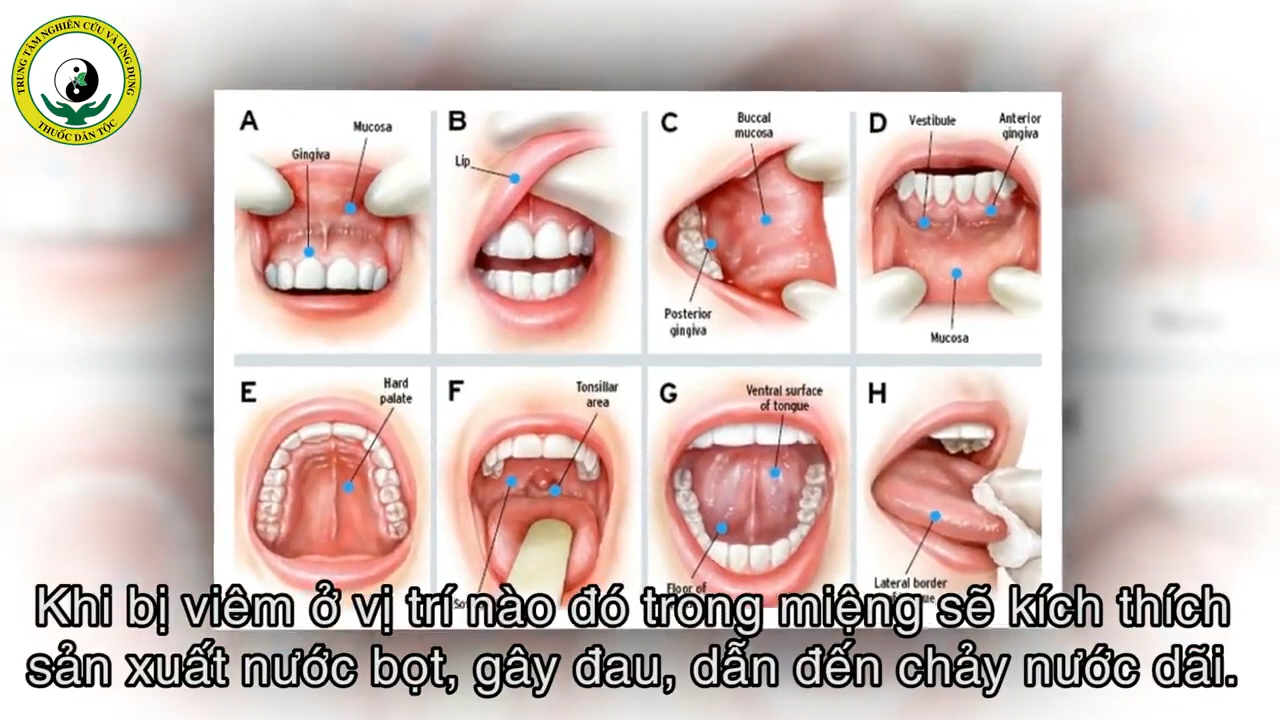 TRUNG TÂM NGHIÊN CỨU VÀ ỨNG DỤNG
THUỐC DÂN TỘC
A
Mucosa
Gingiva
B
Lip
C
Buccal
mucosa
Posterior
gingiva
D
Vestibule
Anterior
gingiva
Mucosa
E
Hard
palate
F
Tonsillar
area
G
Ventral surface
of tongue
Floor of
H
Lateral border
Khi bị viêm ở vị trí nào đó trong miệng sẽ kích thích
sản xuất nước bọt, gây đau, dẫn đến chảy nước dãi.